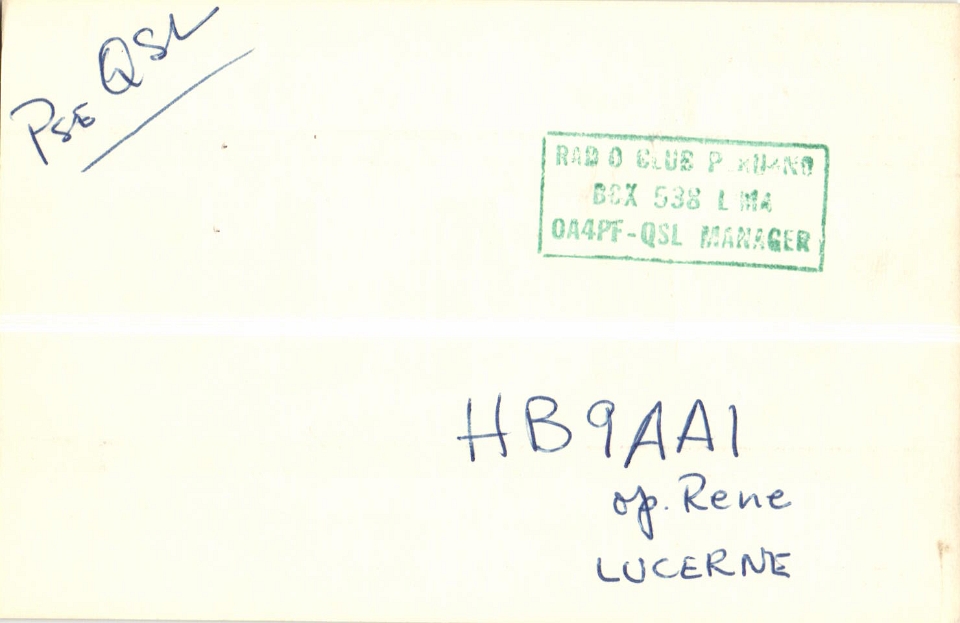 Pse QSL
RADIO CLUB PERUANO
BOX 538 LIMA
OA4PF-QSL MANAGER
HB9AAI
op. Rene
LUCERNE